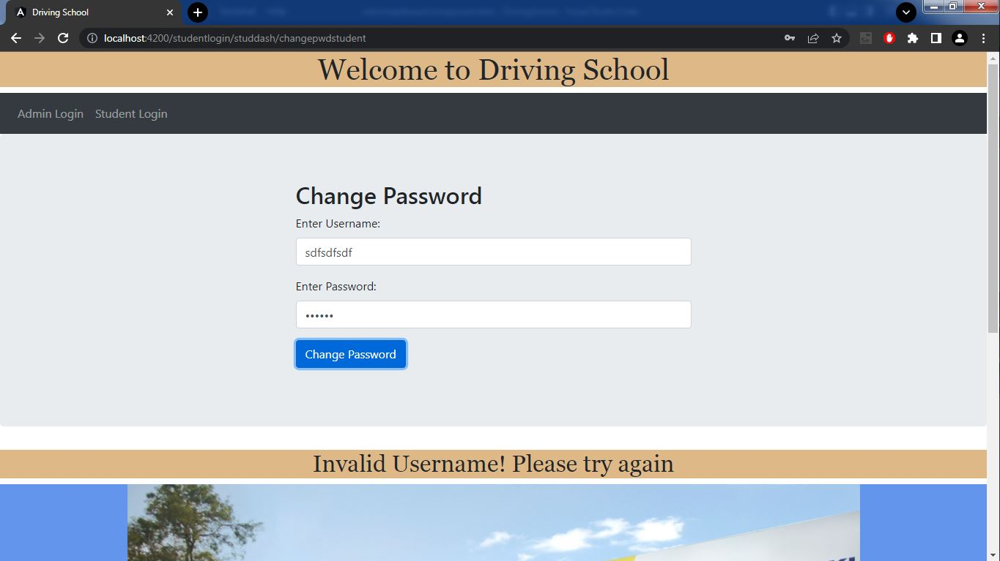 Driving School
localhost:4200/studentlogin/studdash/changepwdstudent
Welcome to Driving School
Admin Login Student Login
Change Password
Enter Username:
sdfsdfsdf
Enter Password:
••••••
Change Password
Invalid Username! Please try again